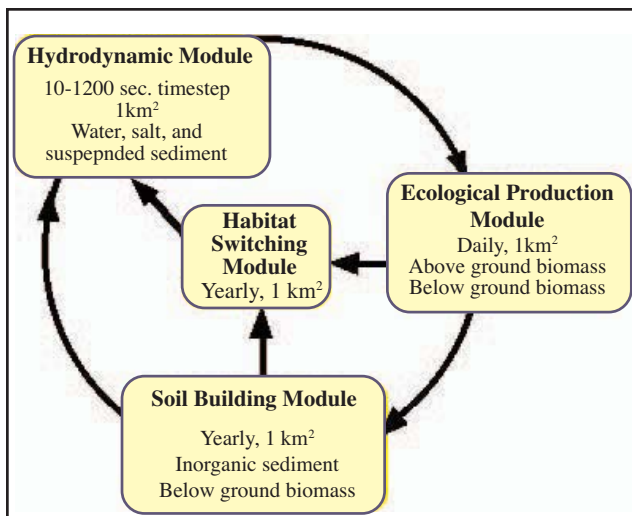 Hydrodynamic Module
10-1200 sec. timestep
1km²
Water, salt, and
suspepnded sediment
Ecological Production
Module
Daily, 1km²
Above ground biomass
Below ground biomass
Habitat
Switching
Module
Yearly, 1 km²
Soil Building Module
Yearly, 1 km²
Inorganic sediment
Below ground biomass